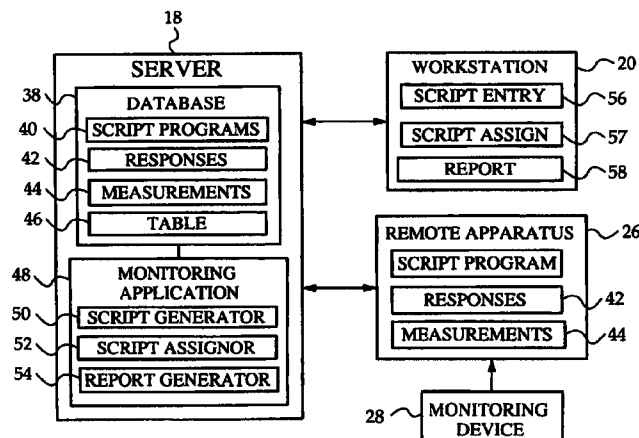 18
SERVER
38
DATABASE
40
SCRIPT PROGRAMS
42
RESPONSES
44
MEASUREMENTS
46
TABLE
48
MONITORING
APPLICATION
50
SCRIPT GENERATOR
52
SCRIPT ASSIGNOR
54
REPORT GENERATOR
WORKSTATION
20
SCRIPT ENTRY
56
SCRIPT ASSIGN
57
REPORT
58
REMOTE APPARATUS
26
SCRIPT PROGRAM
RESPONSES
42
MEASUREMENTS
44
28
MONITORING
DEVICE